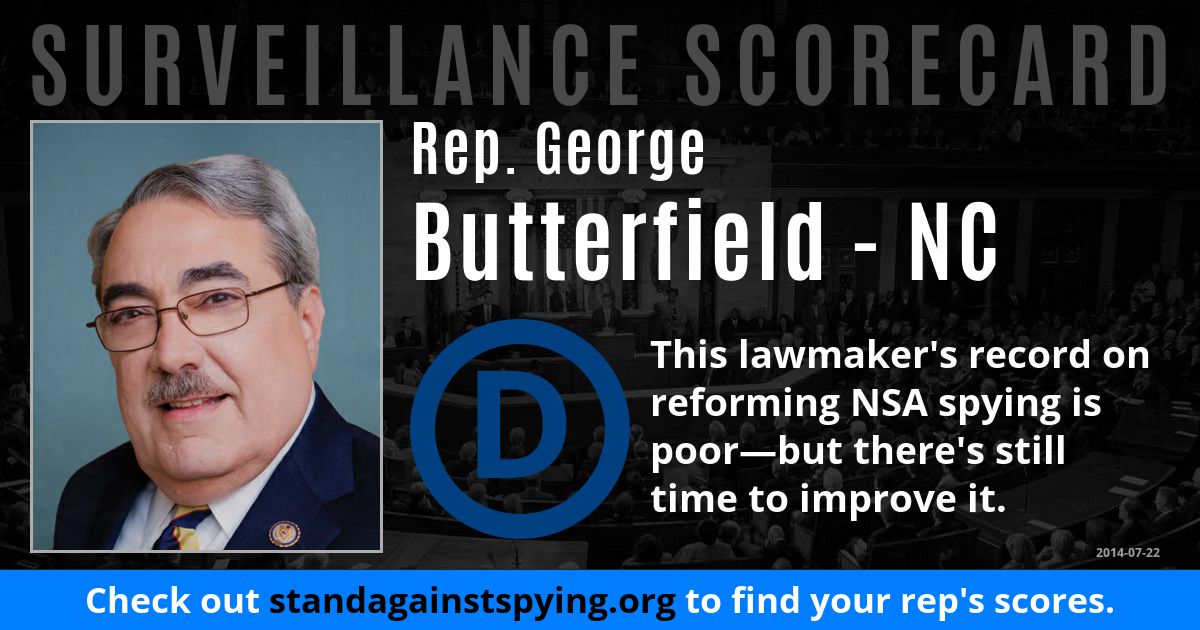 SURVEILLANCE SCORECARD
Rep. George
Butterfield - NC
D
This lawmaker's record on
reforming NSA spying is
poor—but there's still
time to improve it.
2014-07-22
Check out standagainstspying.org to find your rep's scores.